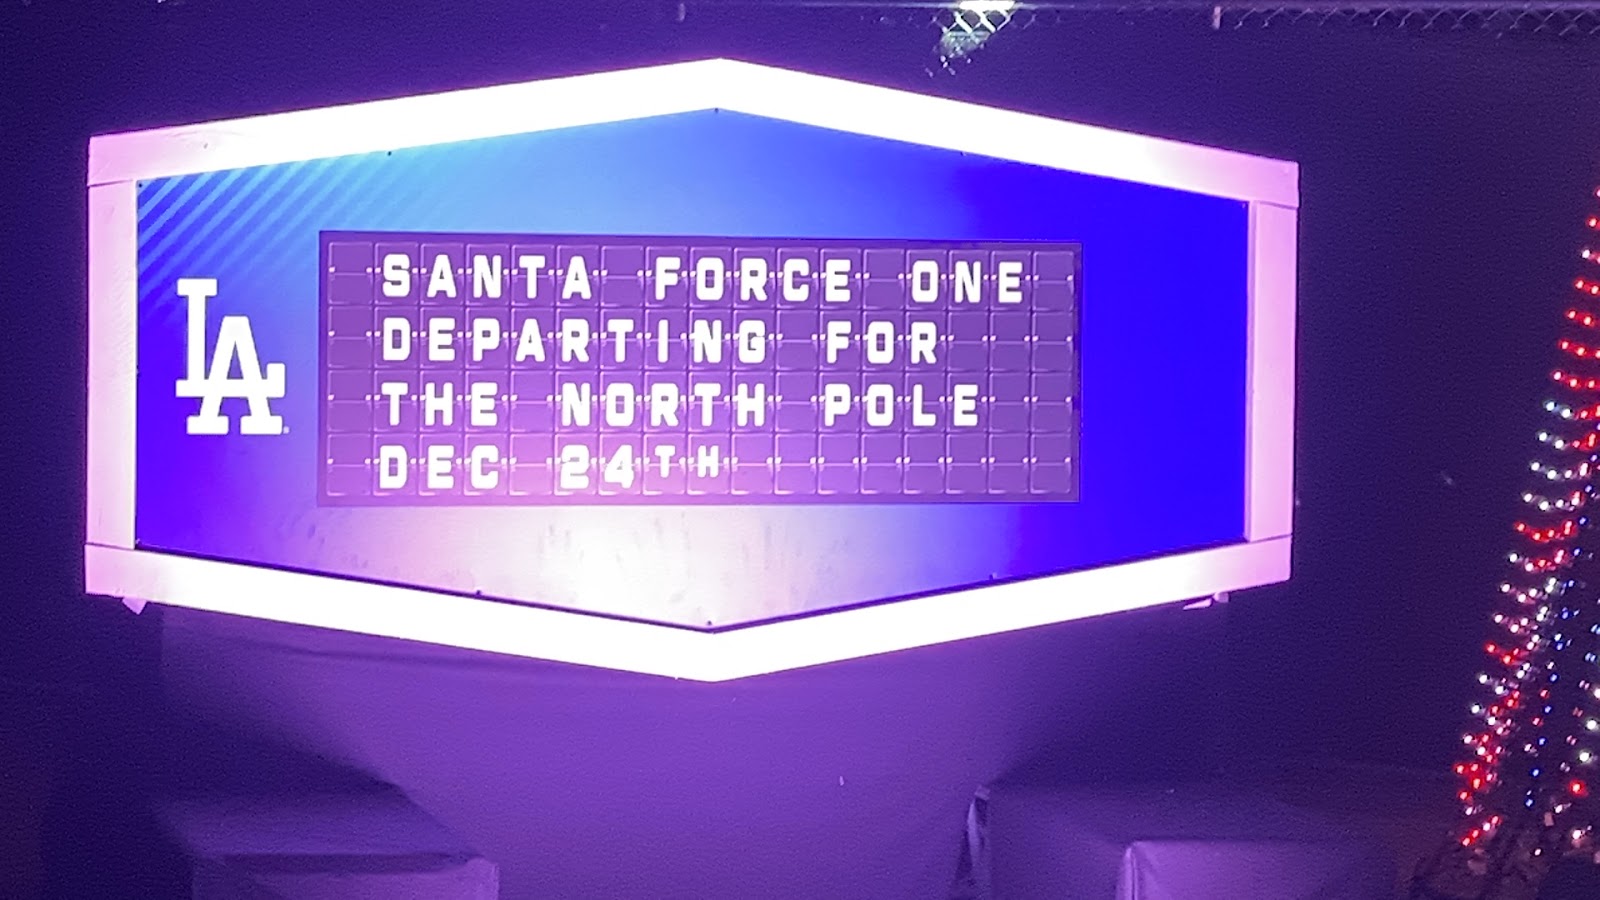 LA
SANTA FORCE ONE
DEPARTING FOR
THE NORTH POLE
DEC 24TH